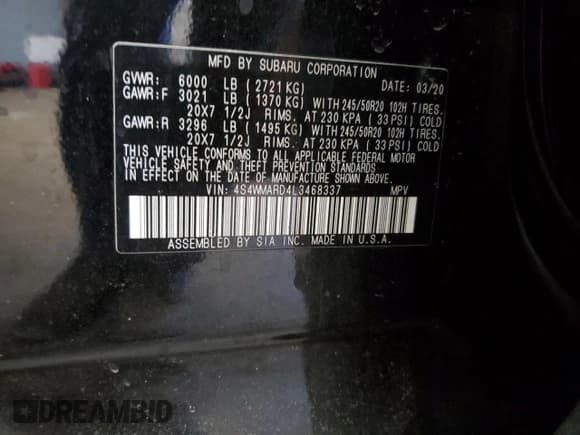 MFD BY SUBARU CORPORATION
GVWR: 6000 LB ( 2721 KG) DATE: 03/20
GAWR:F 3021 LB ( 1370 KG) WITH 245/50R20 102H TIRES,
20X7 1/2J RIMS, AT 230 KPA ( 33 PSI) COLD
GAWR:R 3296 LB ( 1495 KG) WITH 245/50R20 102H TIRES,
20X7 1/2J RIMS, AT 230 KPA ( 33 PSI) COLD
THIS VEHICLE CONFORMS TO ALL APPLICABLE FEDERAL MOTOR
VEHICLE SAFETY AND THEFT PREVENTION STANDARDS
IN EFFECT ON THE DATE OF MANUFACTURE SHOWN ABOVE.
VIN: 4S4WMARD4L3468337 MPV
ASSEMBLED BY SIA INC. MADE IN U.S.A.
DREAMBID